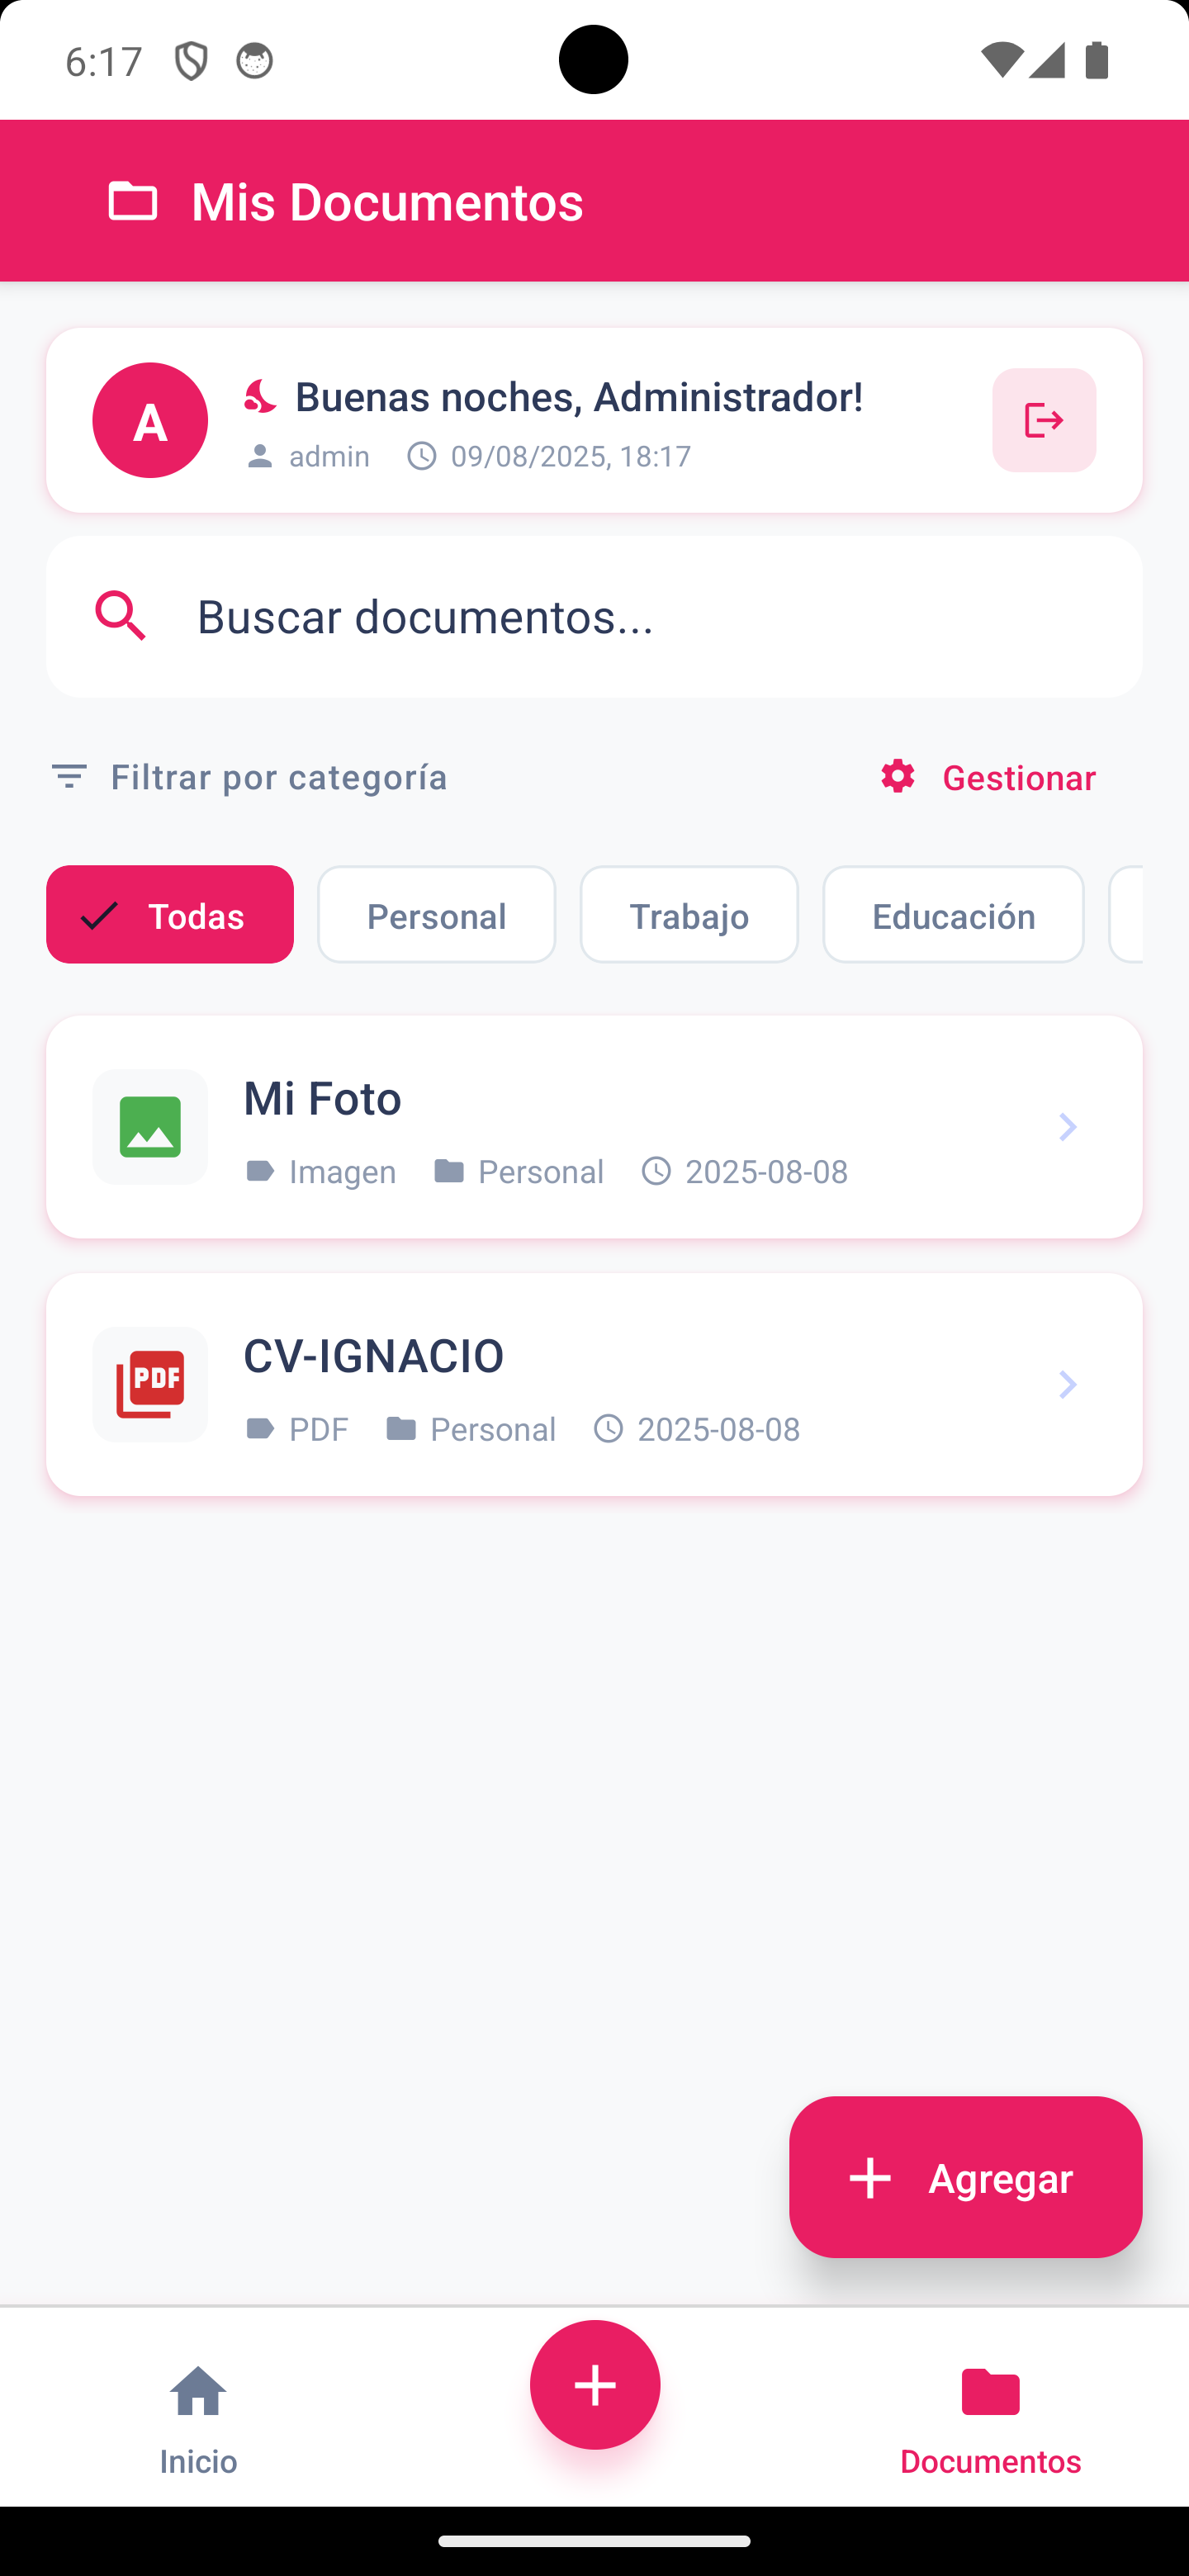 6:17
Mis Documentos
A
Buenas noches, Administrador!
admin 09/08/2025, 18:17
Buscar documentos...
Filtrar por categoría Gestionar
Todas Personal Trabajo Educación
Mi Foto
Imagen Personal 2025-08-08
CV-IGNACIO
PDF
PDF Personal 2025-08-08
Agregar
Inicio Documentos